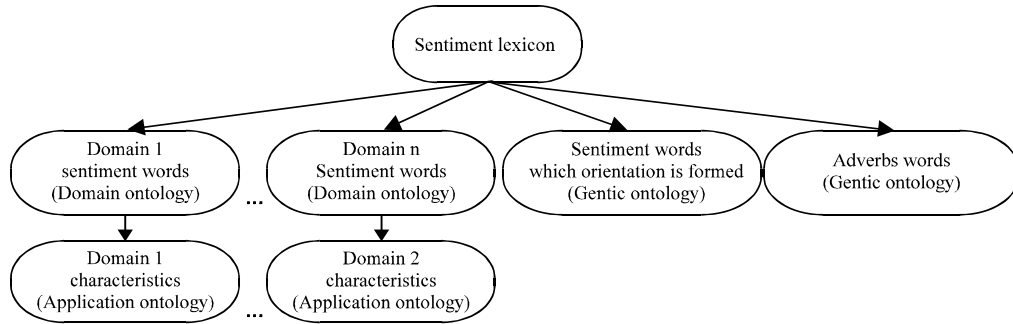 Sentiment lexicon
Domain 1
sentiment words
(Domain ontology)
...
Domain n
Sentiment words
(Domain ontology)
Sentiment words
which orientation is formed
(Gentic ontology)
Adverbs words
(Gentic ontology)
Domain 1
characteristics
(Application ontology)
...
Domain 2
characteristics
(Application ontology)